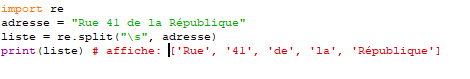 import re
adresse = "Rue 41 de la République"
liste = re.split("\s", adresse)
print(liste) # affiche: ['Rue', '41', 'de', 'la', 'République']